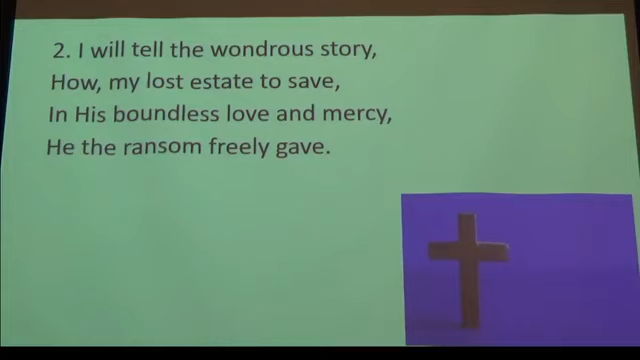 2. I will tell the wondrous story,
How, my lost estate to save,
In His boundless love and mercy,
He the ransom freely gave.